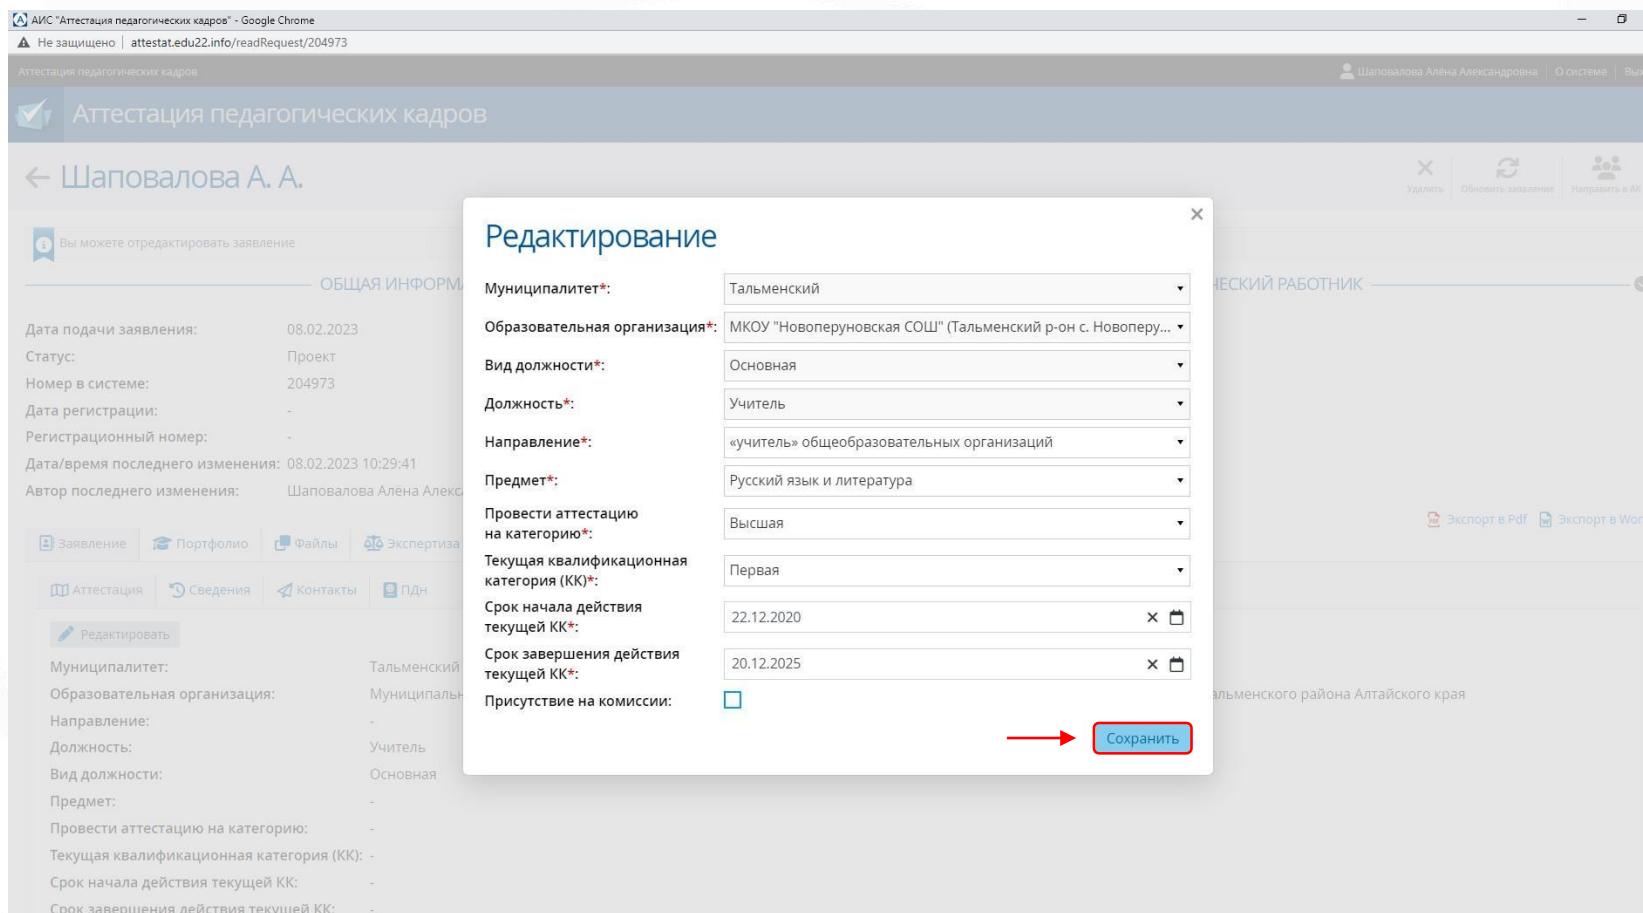 АИС "Аттестация педагогических кадров" - Google Chrome
Не защищено | attestat.edu22.info/readRequest/204973
Аттестация педагогических кадров
Шаповалова Алёна Александровна О системе Вых
Аттестация педагогических кадров
Шаповалова А. А.
Удалить Обновить заявление Направить в АК
Вы можете отредактировать заявление
ОБЩАЯ ИНФОРМ
ЧЕСКИЙ РАБОТНИК
Дата подачи заявления: 08.02.2023
Статус: Проект
Номер в системе: 204973
Дата регистрации: -
Регистрационный номер: -
Дата/время последнего изменения: 08.02.2023 10:29:41
Автор последнего изменения: Шаповалова Алёна Алекс
Экспорт в Pdf Экспорт в Wor
Заявление Портфолио Файлы Экспертиза
Аттестация Сведения Контакты ПДн
Редактировать
Муниципалитет: Тальменский
Образовательная организация: Муниципальн
альменского района Алтайского края
Направление: -
Должность: Учитель
Вид должности: Основная
Предмет: -
Провести аттестацию на категорию: -
Текущая квалификационная категория (КК): -
Срок начала действия текущей КК: -
Срок завершения действия текущей КК: -
Редактирование
Муниципалитет*: Тальменский
Образовательная организация*: МКОУ "Новоперуновская СОШ" (Тальменский р-он с. Новоперу...
Вид должности*: Основная
Должность*: Учитель
Направление*: «учитель» общеобразовательных организаций
Предмет*: Русский язык и литература
Провести аттестацию
на категорию*: Высшая
Текущая квалификационная
категория (КК)*: Первая
Срок начала действия
текущей КК*: 22.12.2020
Срок завершения действия
текущей КК*: 20.12.2025
Присутствие на комиссии:
Сохранить